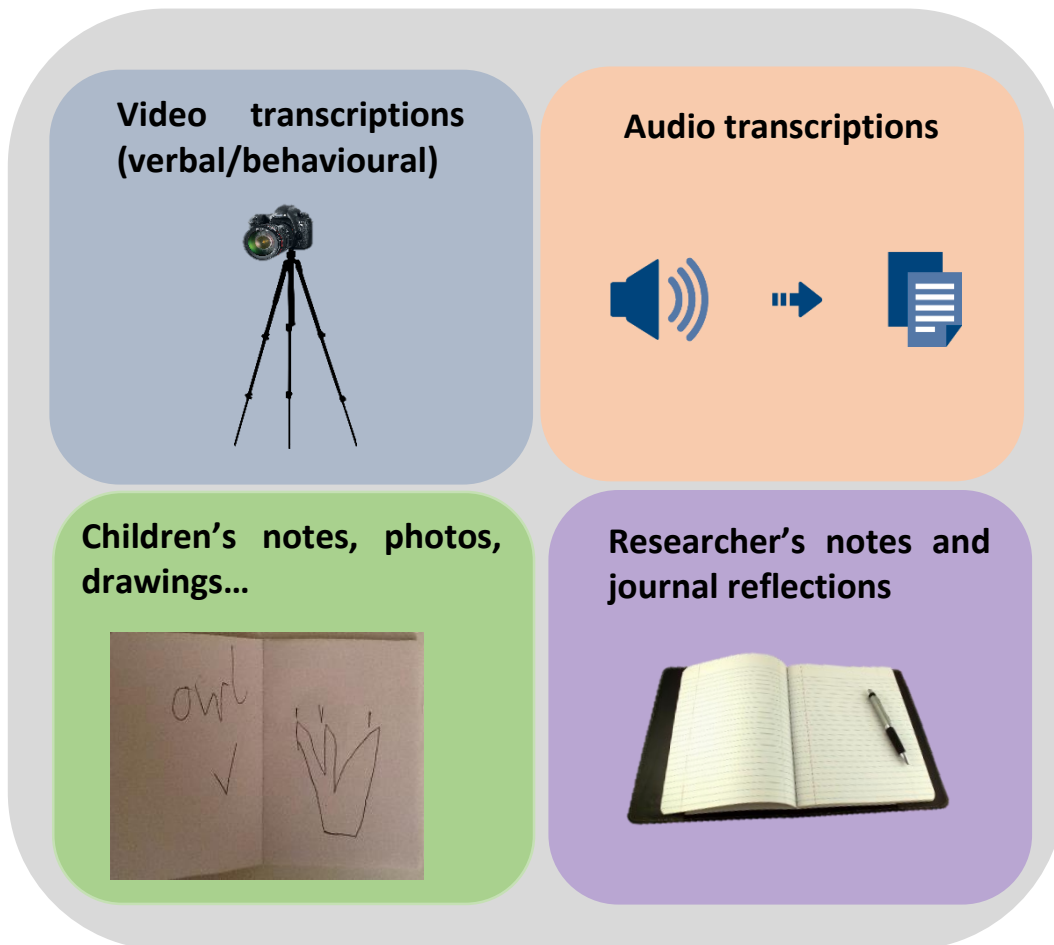 Video transcriptions
(verbal/behavioural)
Audio transcriptions
Children’s notes, photos,
drawings…
owl
Researcher’s notes and
journal reflections